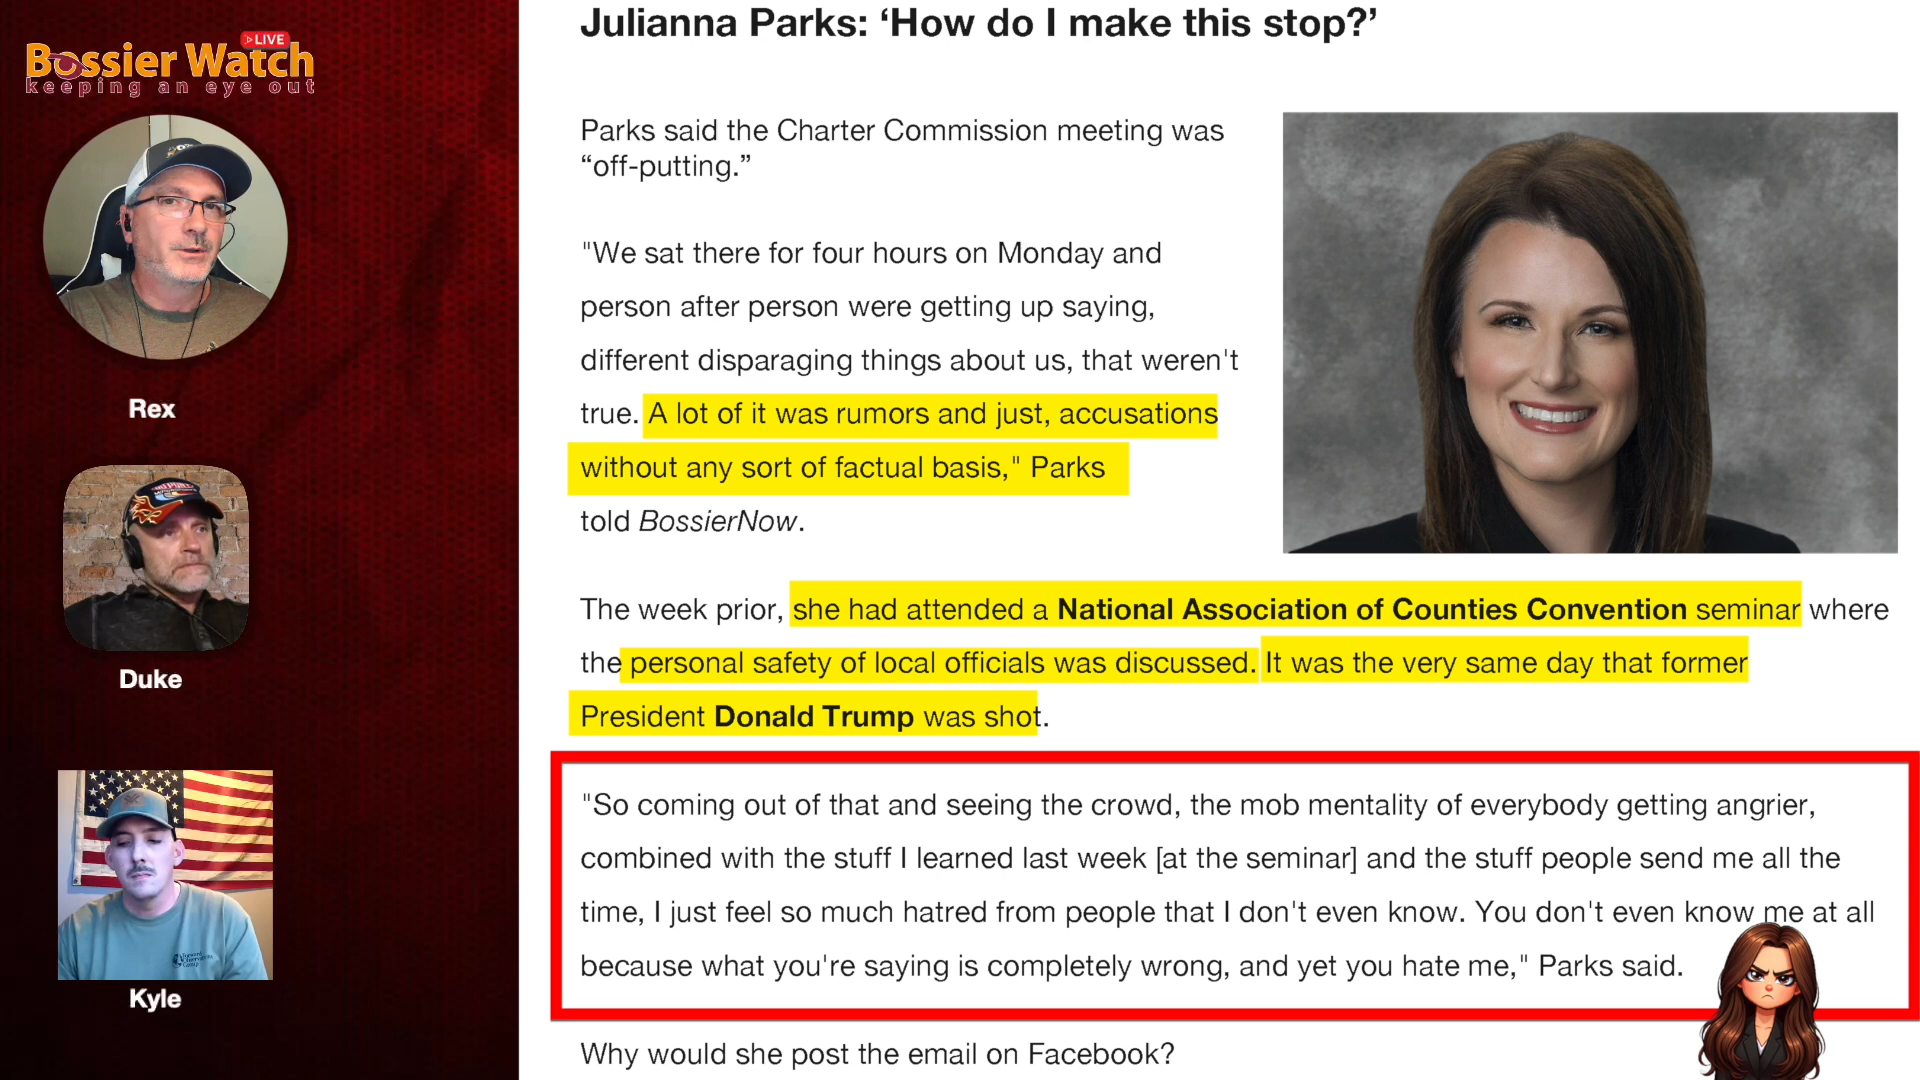 LIVE
Bossier Watch
keeping an eye out
Rex
Duke
Kyle
Julianna Parks: ‘How do I make this stop?’
Parks said the Charter Commission meeting was
“off-putting.”
"We sat there for four hours on Monday and
person after person were getting up saying,
different disparaging things about us, that weren't
true. A lot of it was rumors and just, accusations
without any sort of factual basis," Parks
told BossierNow.
The week prior, she had attended a National Association of Counties Convention seminar where
the personal safety of local officials was discussed. It was the very same day that former
President Donald Trump was shot.
"So coming out of that and seeing the crowd, the mob mentality of everybody getting angrier,
combined with the stuff I learned last week [at the seminar] and the stuff people send me all the
time, I just feel so much hatred from people that I don't even know. You don't even know me at all
because what you're saying is completely wrong, and yet you hate me," Parks said.
Why would she post the email on Facebook?